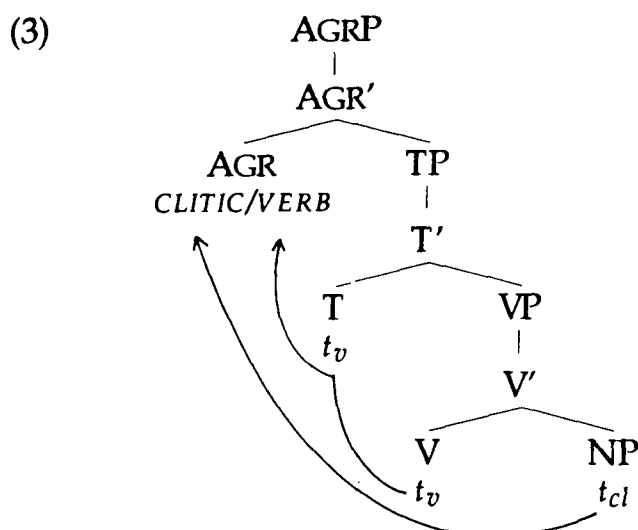 (3) AGRP
AGR'
AGR TP
CLITIC/VERB
T'
T VP
t_v
V'
V NP
t_v t_cl